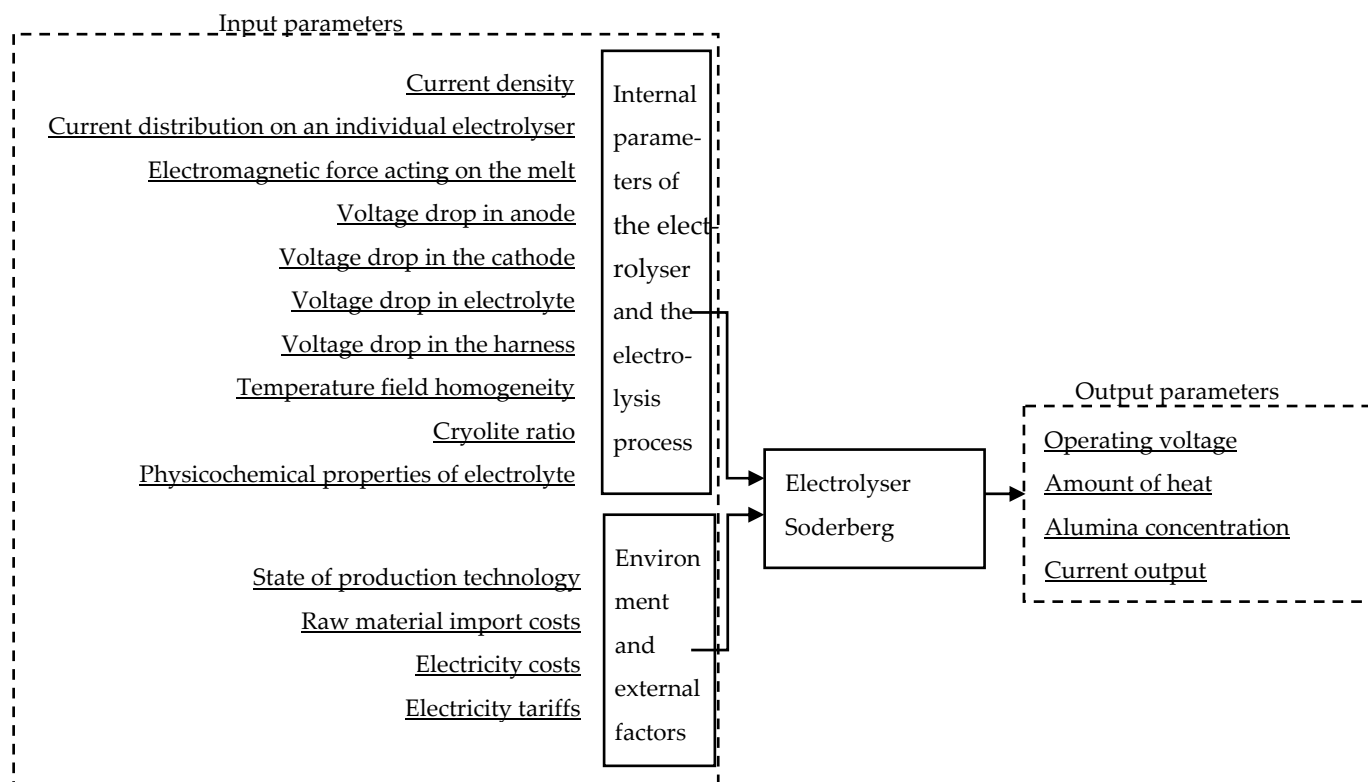 Input parameters
Current density
Current distribution on an individual electrolyser
Electromagnetic force acting on the melt
Voltage drop in anode
Voltage drop in the cathode
Voltage drop in electrolyte
Voltage drop in the harness
Temperature field homogeneity
Cryolite ratio
Physicochemical properties of electrolyte
Internal
parame-
ters of
the elect-
rolyser
and the
electro-
lysis
process
State of production technology
Raw material import costs
Electricity costs
Electricity tariffs
Environ
ment
and
external
factors
Electrolyser
Soderberg
Output parameters
Operating voltage
Amount of heat
Alumina concentration
Current output